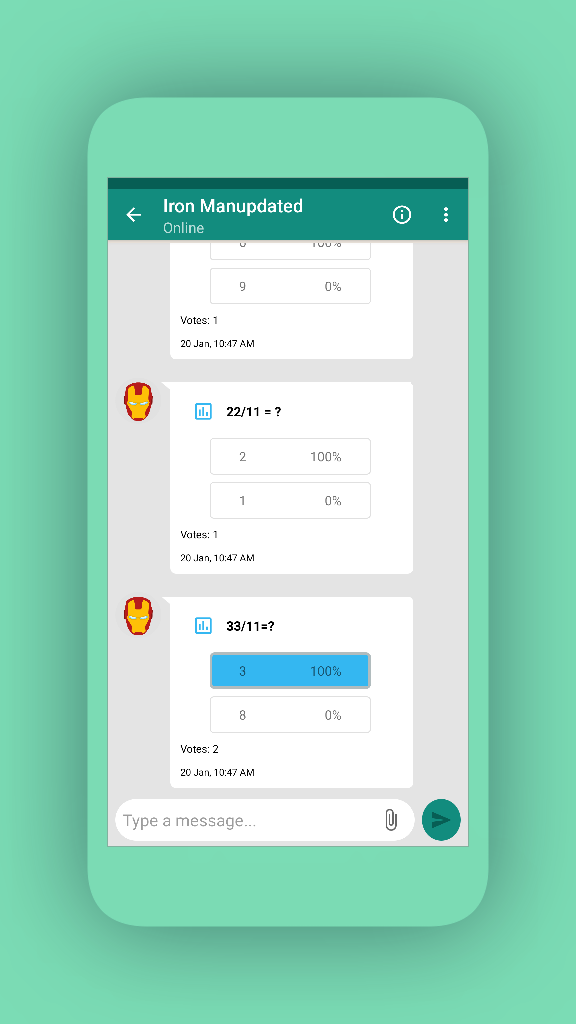 Iron Manupdated
Online
100%
9 0%
Votes: 1
20 Jan, 10:47 AM
22/11 = ?
2 100%
1 0%
Votes: 1
20 Jan, 10:47 AM
33/11=?
3 100%
8 0%
Votes: 2
20 Jan, 10:47 AM
Type a message...